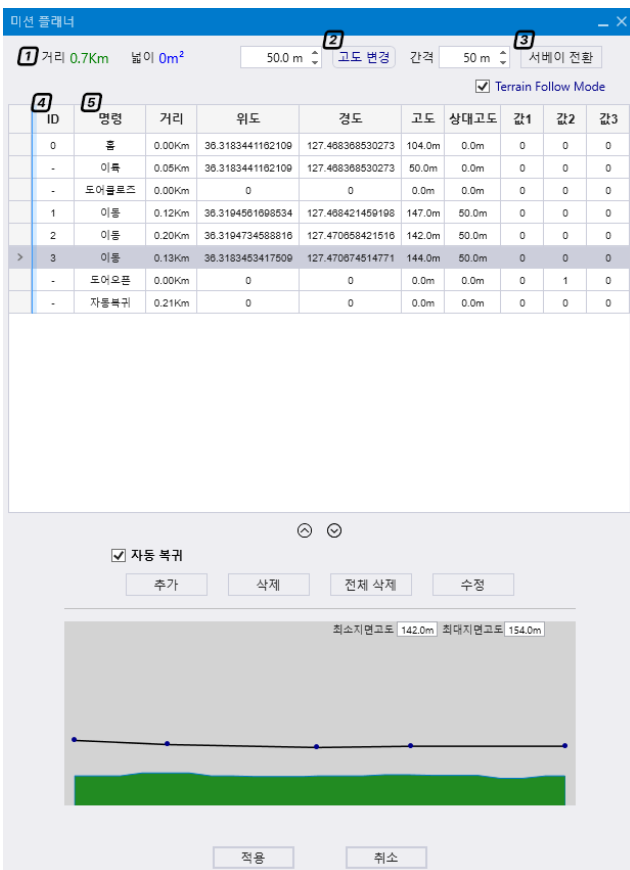 미션 플래너
1 거리 0.7Km 넓이 0m² 50.0 m 2 고도 변경 간격 50 m 3 서베이 전환
Terrain Follow Mode
4 5
ID 명령 거리 위도 경도 고도 상대고도 값1 값2 값3
0 홈 0.00Km 36.3183441162109 127.468368530273 104.0m 0.0m 0 0 0
- 이륙 0.05Km 36.3183441162109 127.468368530273 50.0m 0.0m 0 0 0
- 도어클로즈 0.00Km 0 0 0.0m 0.0m 0 0 0
1 이동 0.12Km 36.3194561698534 127.468421459198 147.0m 50.0m 0 0 0
2 이동 0.20Km 36.3194734588816 127.470658421516 142.0m 50.0m 0 0 0
> 3 이동 0.13Km 36.3183453417509 127.470674514771 144.0m 50.0m 0 0 0
- 도어오픈 0.00Km 0 0 0.0m 0.0m 0 1 0
- 자동복귀 0.21Km 0 0 0.0m 0.0m 0 0 0
자동 복귀
추가 삭제 전체 삭제 수정
최소지면고도 142.0m 최대지면고도 154.0m
적용 취소